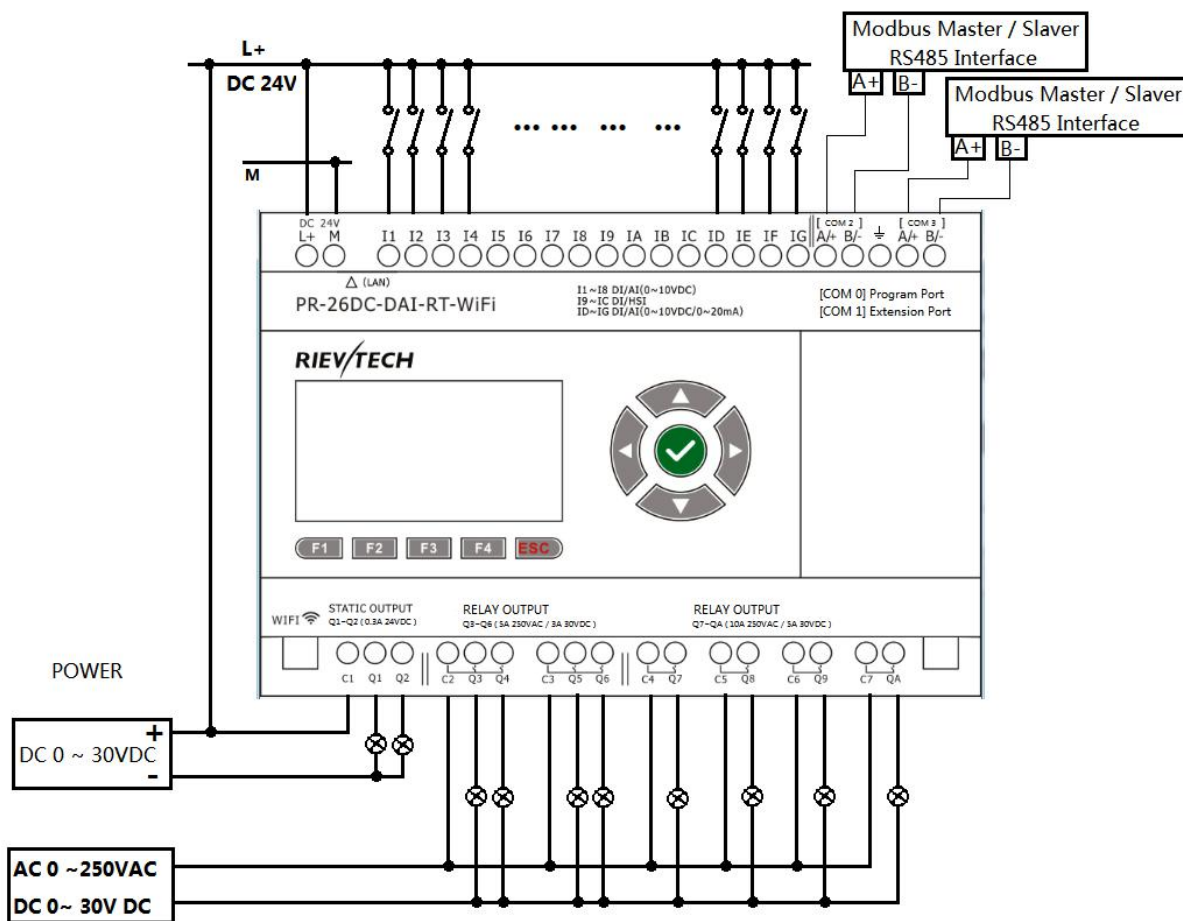 L+
DC 24V
M
Modbus Master / Slaver
RS485 Interface
A+ B-
Modbus Master / Slaver
RS485 Interface
A+ B-
DC 24V
L+ M I1 I2 I3 I4 I5 I6 I7 I8 I9 IA IB IC ID IE IF IG A/+ B/- A/+ B/-
[ COM 2 ] [ COM 3 ]
(LAN)
PR-26DC-DAI-RT-WiFi
I1~I8 DI/AI(0~10VDC)
I9~IC DI/HSI
ID~IG DI/AI(0~10VDC/0~20mA)
[COM 0] Program Port
[COM 1] Extension Port
RIEVTECH
F1 F2 F3 F4 ESC
WIFI
STATIC OUTPUT
Q1~Q2 ( 0.3A 24VDC )
RELAY OUTPUT
Q3~Q6 ( 5A 250VAC / 3A 30VDC )
RELAY OUTPUT
Q7~QA ( 10A 250VAC / 5A 30VDC )
C1 Q1 Q2 C2 Q3 Q4 C3 Q5 Q6 C4 Q7 C5 Q8 C6 Q9 C7 QA
POWER
+
DC 0 ~ 30VDC
-
AC 0 ~250VAC
DC 0~ 30V DC